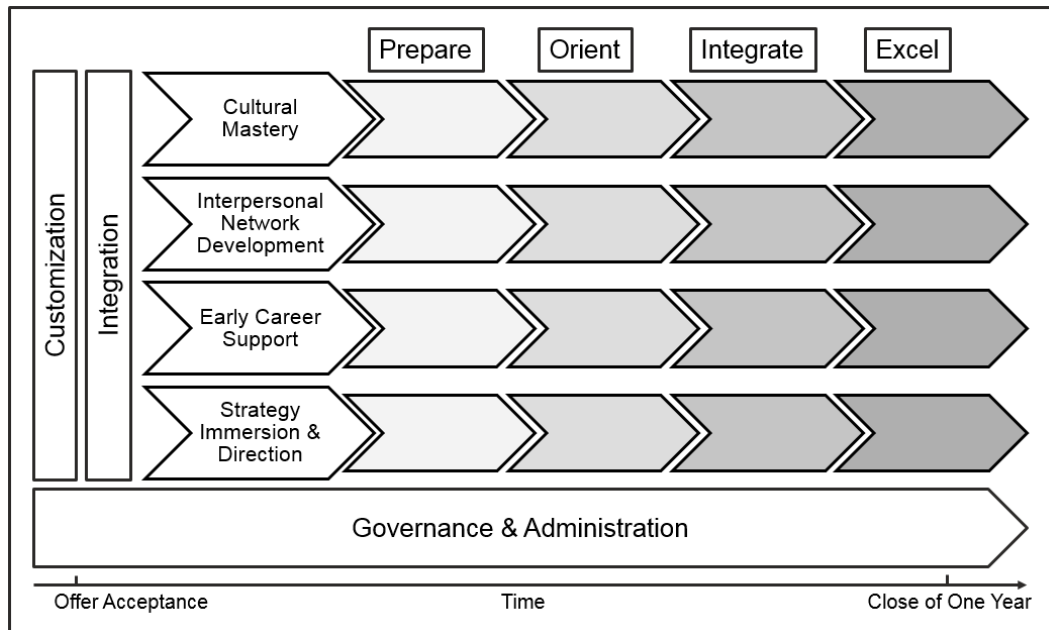 Prepare
Orient
Integrate
Excel
Customization
Integration
Cultural
Mastery
Interpersonal
Network
Development
Early Career
Support
Strategy
Immersion &
Direction
Governance & Administration
Offer Acceptance
Time
Close of One Year